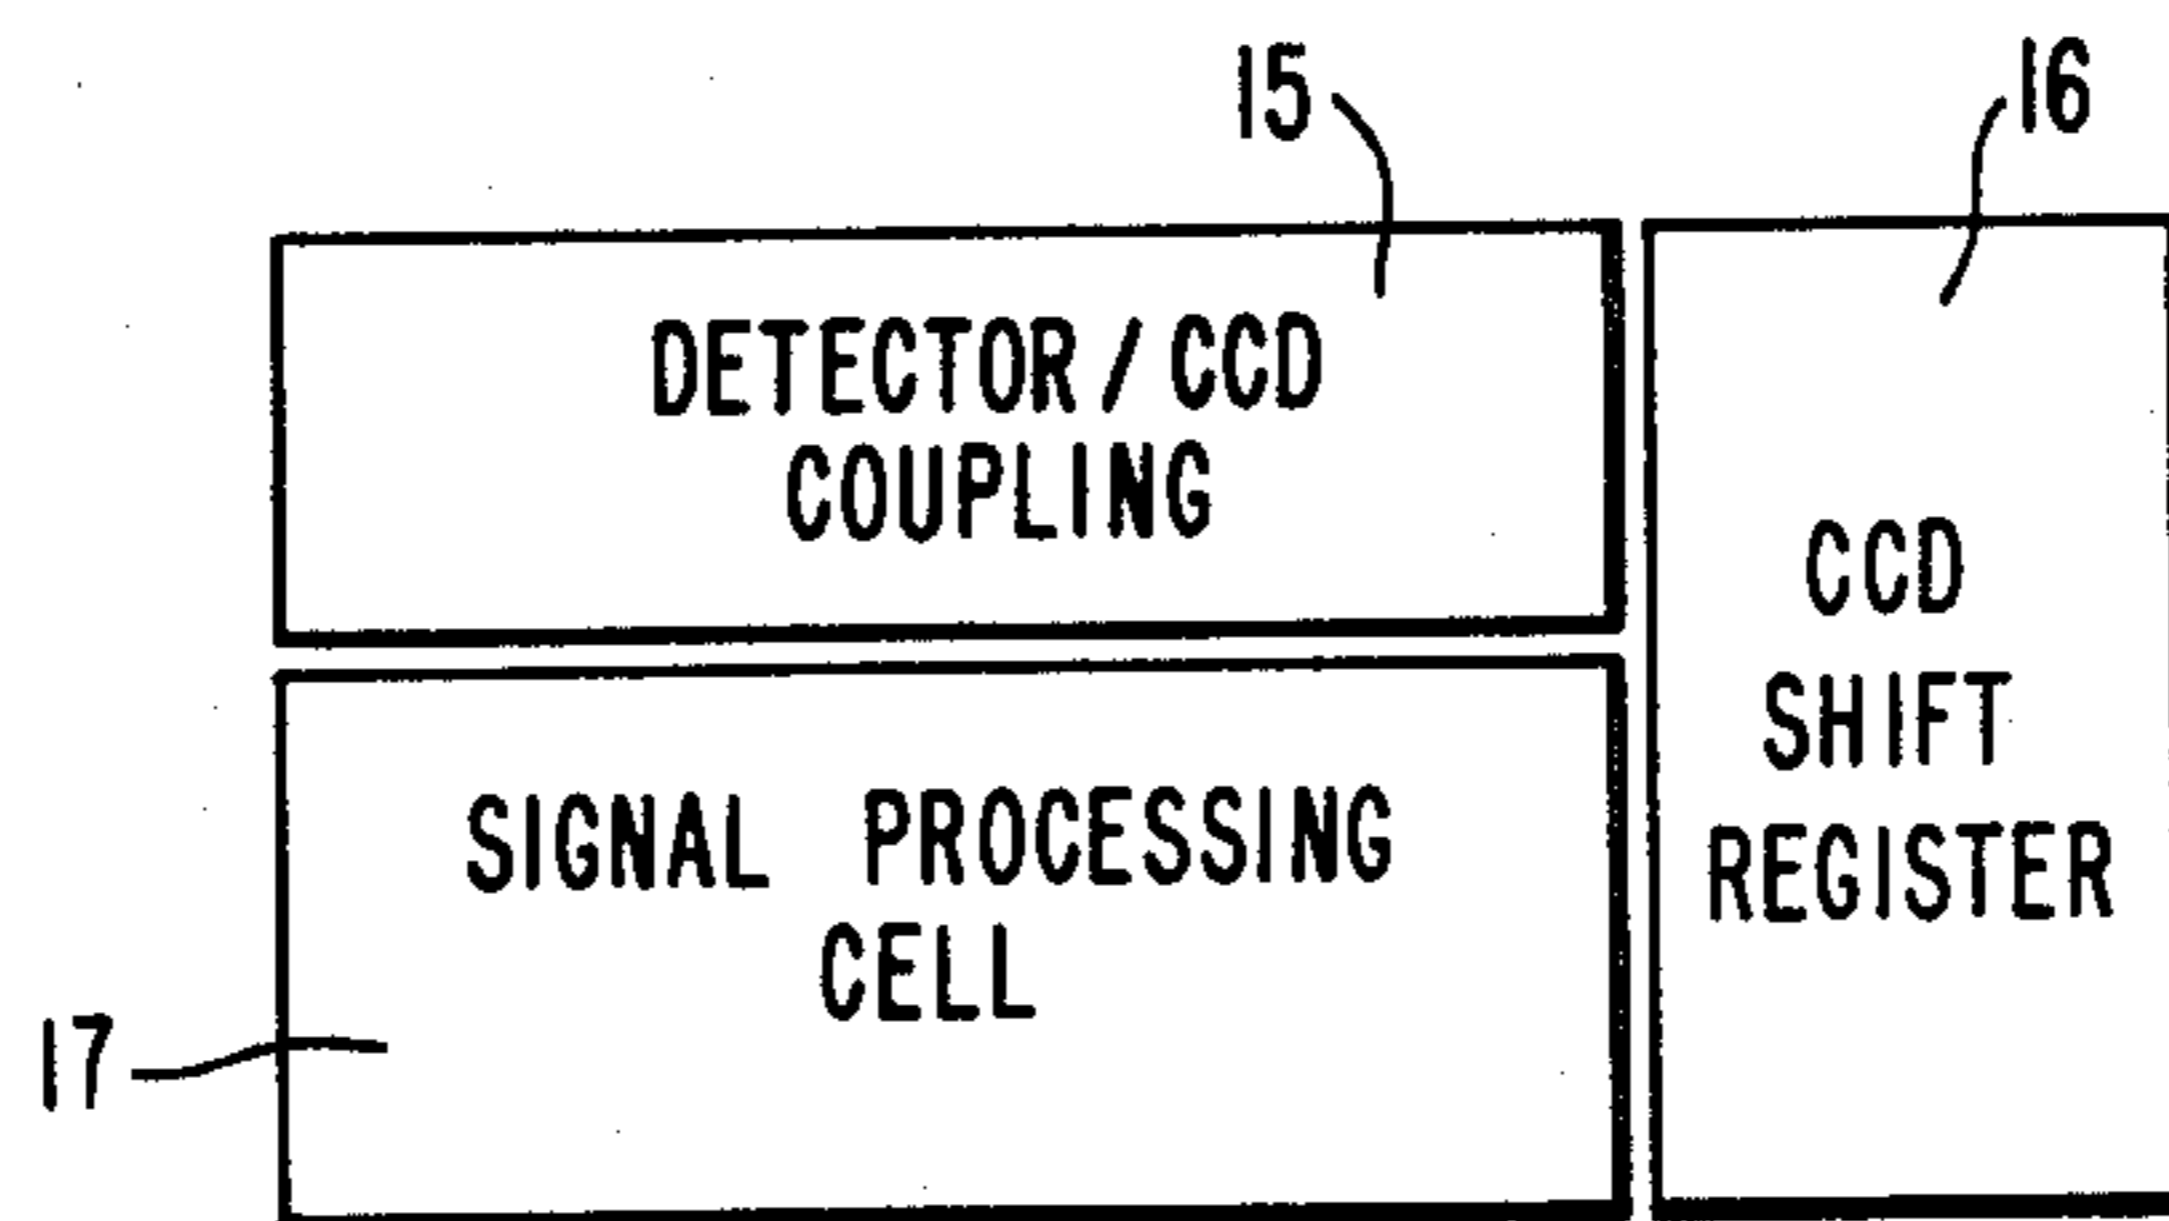 15
16
DETECTOR/CCD
COUPLING
CCD
SHIFT
REGISTER
SIGNAL PROCESSING
CELL
17